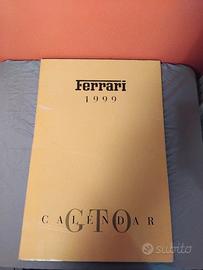 Ferrari
1999
CALENDAR
GTO
subito